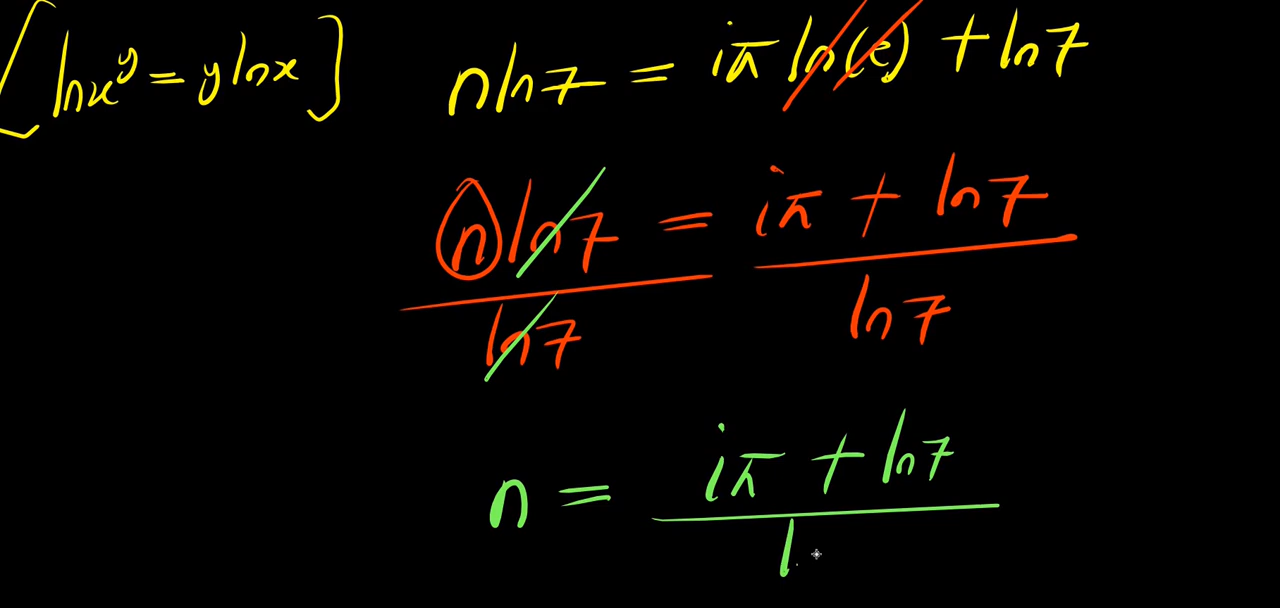 [ln x^y = y ln x] n ln 7 = iπ ln(e) + ln 7
n ln 7 = iπ + ln 7
ln 7 ln 7
n = iπ + ln 7
l